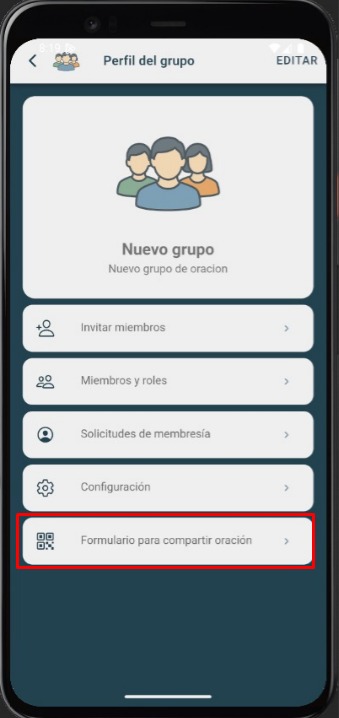 Perfil del grupo
EDITAR
Nuevo grupo
Nuevo grupo de oracion
Invitar miembros
Miembros y roles
Solicitudes de membresía
Configuración
Formulario para compartir oración